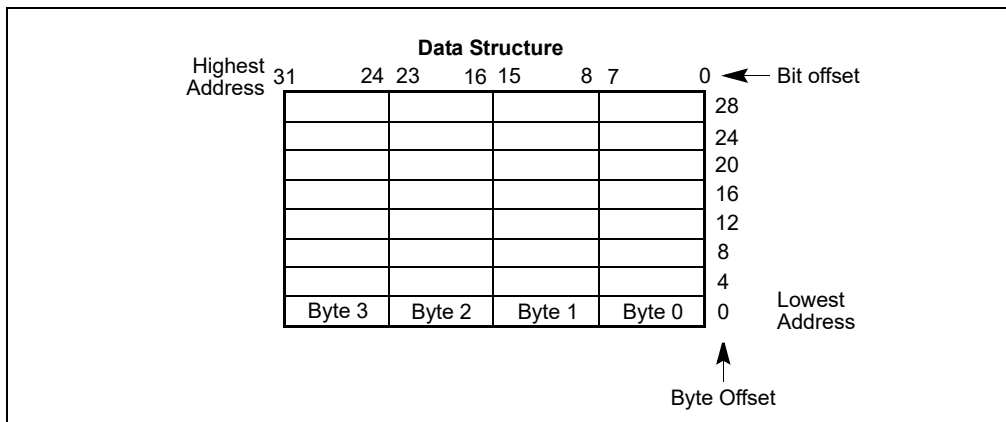 Data Structure
Highest
Address
31 24 23 16 15 8 7 0 Bit offset
28
24
20
16
12
8
4
Byte 3 Byte 2 Byte 1 Byte 0 0 Lowest
Address
Byte Offset